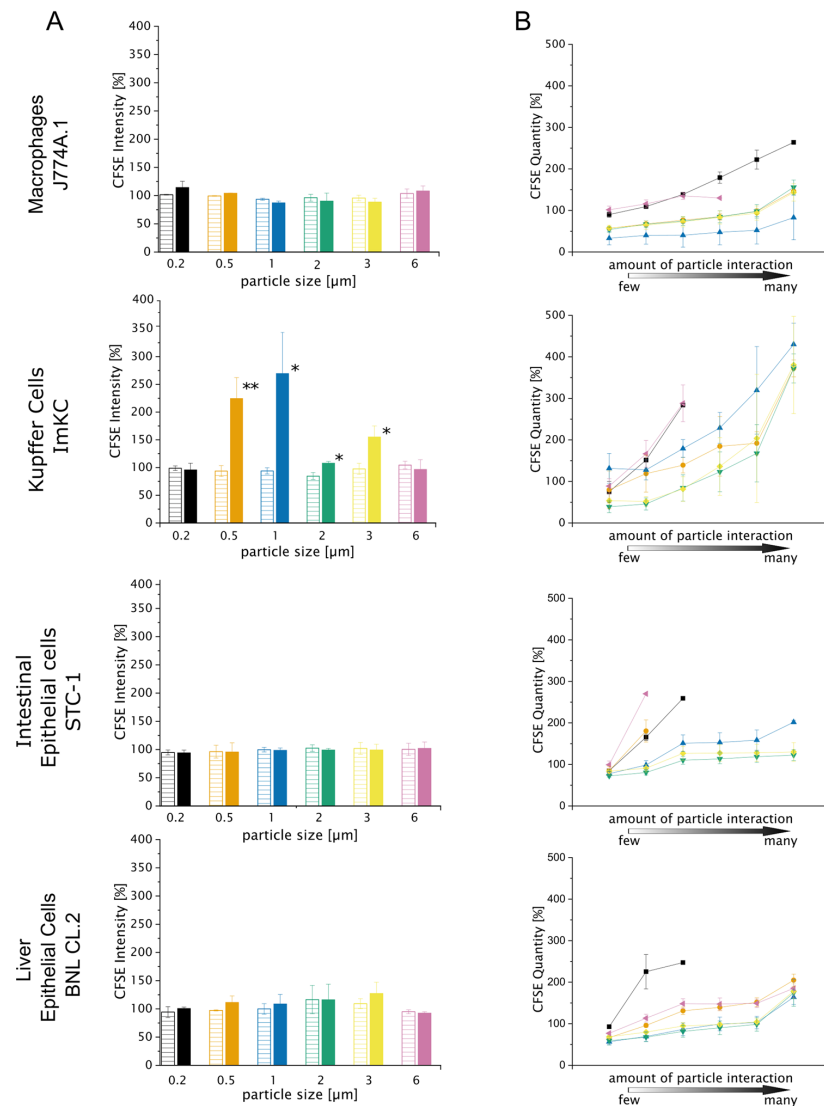 A
B
Macrophages
J774A.1
CFSE Intensity [%]
400
350
300
250
200
150
100
50
0
0.2 0.5 1 2 3 6
particle size [µm]
CFSE Quantity [%]
500
400
300
200
100
0
amount of particle interaction
few many
Kupffer Cells
ImKC
CFSE Intensity [%]
400
350
300
250
200
150
100
50
0
** * * *
0.2 0.5 1 2 3 6
particle size [µm]
CFSE Quantity [%]
500
400
300
200
100
0
amount of particle interaction
few many
Intestinal
Epithelial cells
STC-1
CFSE Intensity [%]
400
350
300
250
200
150
100
50
0
0.2 0.5 1 2 3 6
particle size [µm]
CFSE Quantity [%]
500
400
300
200
100
0
amount of particle interaction
few many
Liver
Epithelial Cells
BNL CL.2
CFSE Intensity [%]
400
350
300
250
200
150
100
50
0
0.2 0.5 1 2 3 6
particle size [µm]
CFSE Quantity [%]
500
400
300
200
100
0
amount of particle interaction
few many